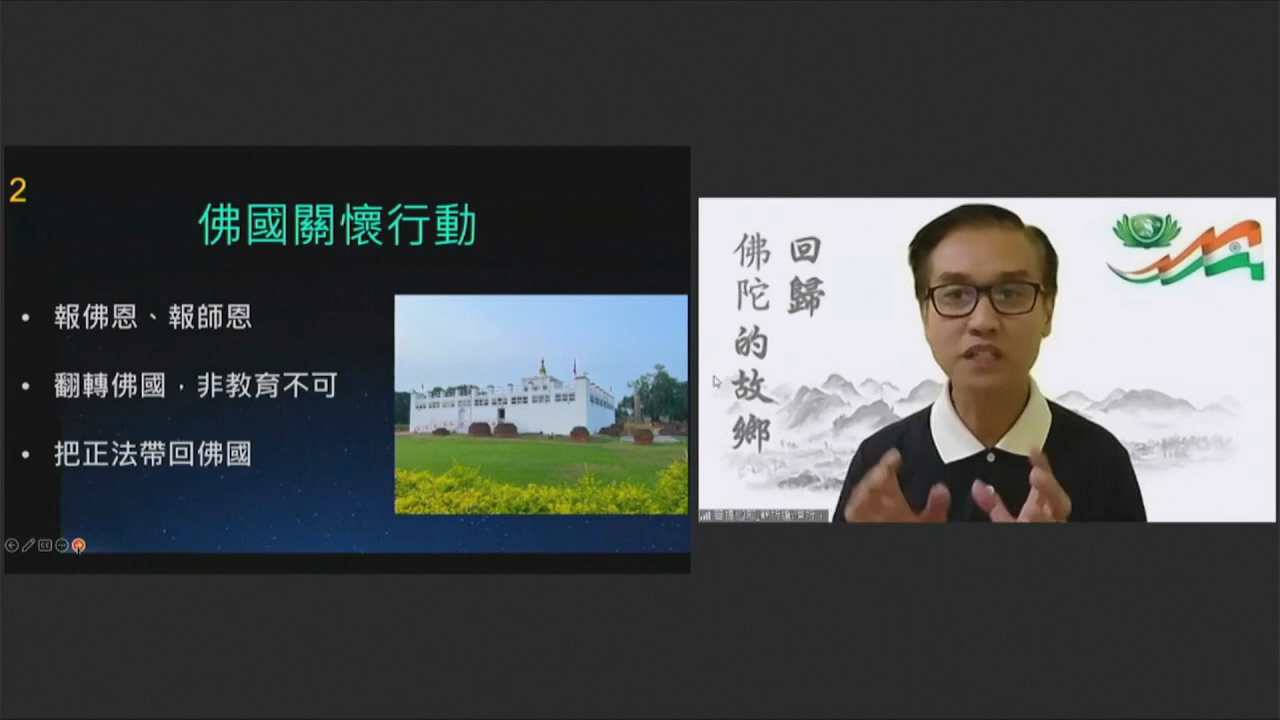 2
佛國關懷行動
• 報佛恩、報師恩
• 翻轉佛國，非教育不可
• 把正法帶回佛國
回歸
佛陀的故鄉